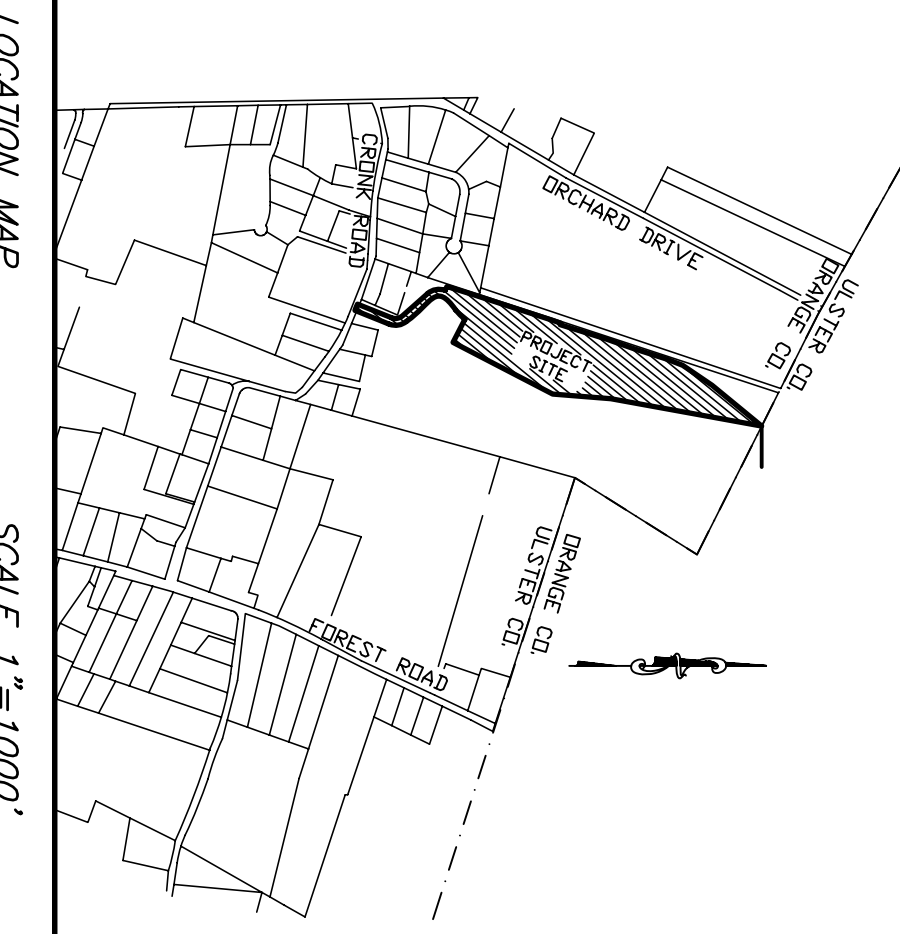 LOCATION MAP
SCALE 1"=1000'
CRONK ROAD
ORCHARD DRIVE
ULSTER CO.
ORANGE CO.
PROJECT
SITE
ORANGE CO.
ULSTER CO.
FOREST ROAD